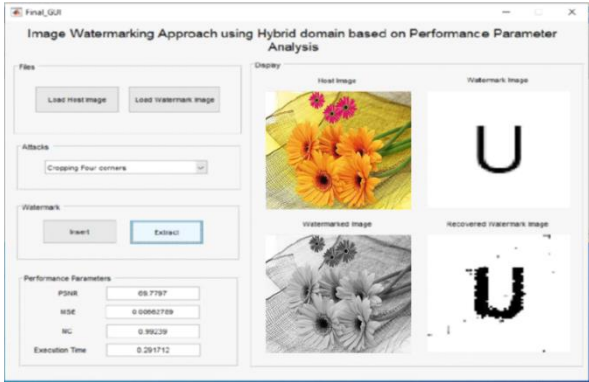 Final_GUI
Image Watermarking Approach using Hybrid domain based on Performance Parameter
Analysis
Files
Load Host Image
Load Watermark Image
Attacks
Cropping Four corners
Watermark
Insert
Extract
Performance Parameters
PSNR
69.7797
MSE
0.00662789
NC
0.99239
Execution Time
0.291712
Display
Host Image
Watermark Image
U
Watermarked Image
Recovered Watermark Image
U